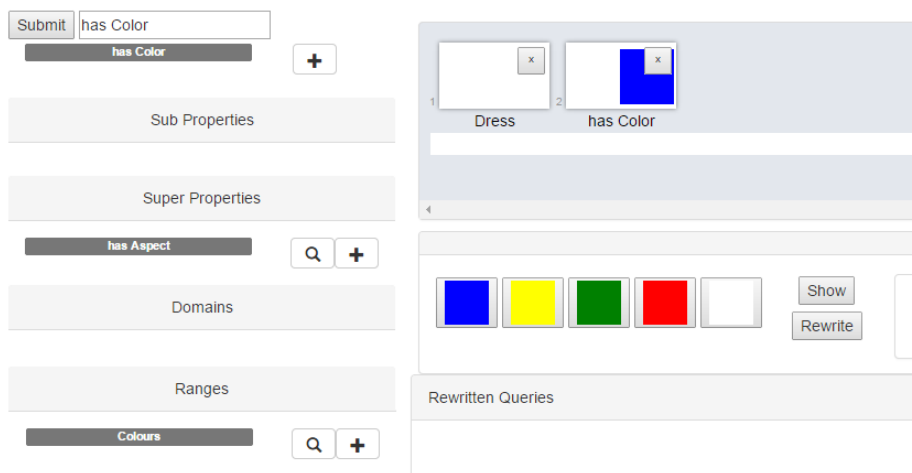 Submit has Color
has Color
Sub Properties
Super Properties
has Aspect
Domains
Ranges
Colours
x x
1 2
Dress has Color
Show
Rewrite
Rewritten Queries